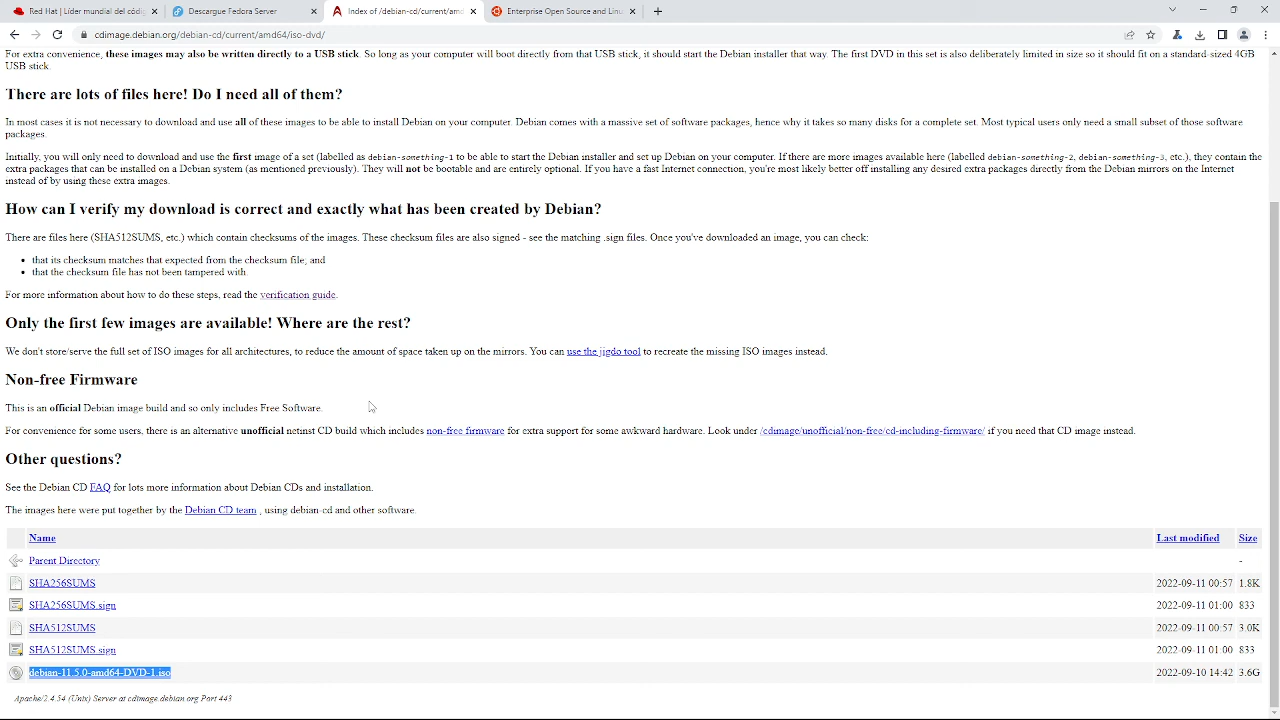 Red Hat | Líder mundial del códig
Descargue Fedora Server
Index of /debian-cd/current/amd
Enterprise Open Source and Linu
cdimage.debian.org/debian-cd/current/amd64/iso-dvd/
For extra convenience, these images may also be written directly to a USB stick. So long as your computer will boot directly from that USB stick, it should start the Debian installer that way. The first DVD in this set is also deliberately limited in size so it should fit on a standard-sized 4GB
USB stick.
There are lots of files here! Do I need all of them?
In most cases it is not necessary to download and use all of these images to be able to install Debian on your computer. Debian comes with a massive set of software packages, hence why it takes so many disks for a complete set. Most typical users only need a small subset of those software
packages.
Initially, you will only need to download and use the first image of a set (labelled as debian-something-1 to be able to start the Debian installer and set up Debian on your computer. If there are more images available here (labelled debian-something-2, debian-something-3, etc.), they contain the
extra packages that can be installed on a Debian system (as mentioned previously). They will not be bootable and are entirely optional. If you have a fast Internet connection, you're most likely better off installing any desired extra packages directly from the Debian mirrors on the Internet
instead of by using these extra images.
How can I verify my download is correct and exactly what has been created by Debian?
There are files here (SHA512SUMS, etc.) which contain checksums of the images. These checksum files are also signed - see the matching .sign files. Once you've downloaded an image, you can check:
• that its checksum matches that expected from the checksum file; and
• that the checksum file has not been tampered with.
For more information about how to do these steps, read the verification guide.
Only the first few images are available! Where are the rest?
We don't store/serve the full set of ISO images for all architectures, to reduce the amount of space taken up on the mirrors. You can use the jigdo tool to recreate the missing ISO images instead.
Non-free Firmware
This is an official Debian image build and so only includes Free Software.
For convenience for some users, there is an alternative unofficial netinst CD build which includes non-free firmware for extra support for some awkward hardware. Look under /cdimage/unofficial/non-free/cd-including-firmware/ if you need that CD image instead.
Other questions?
See the Debian CD FAQ for lots more information about Debian CDs and installation.
The images here were put together by the Debian CD team , using debian-cd and other software.
Name Last modified Size
Parent Directory -
SHA256SUMS 2022-09-11 00:57 1.8K
SHA256SUMS.sign 2022-09-11 01:00 833
SHA512SUMS 2022-09-11 00:57 3.0K
SHA512SUMS.sign 2022-09-11 01:00 833
debian-11.5.0-amd64-DVD-1.iso 2022-09-10 14:42 3.6G
Apache/2.4.54 (Unix) Server at cdimage.debian.org Port 443